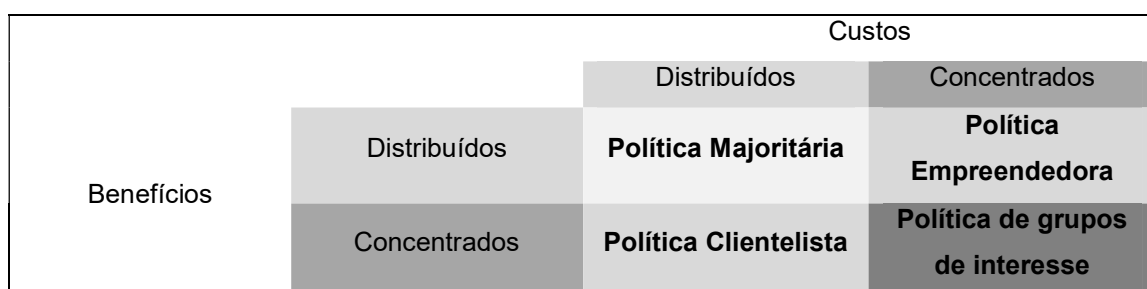 Custos
Distribuídos Concentrados
Distribuídos Política Majoritária Política
Empreendedora
Benefícios
Concentrados Política Clientelista Política de grupos
de interesse